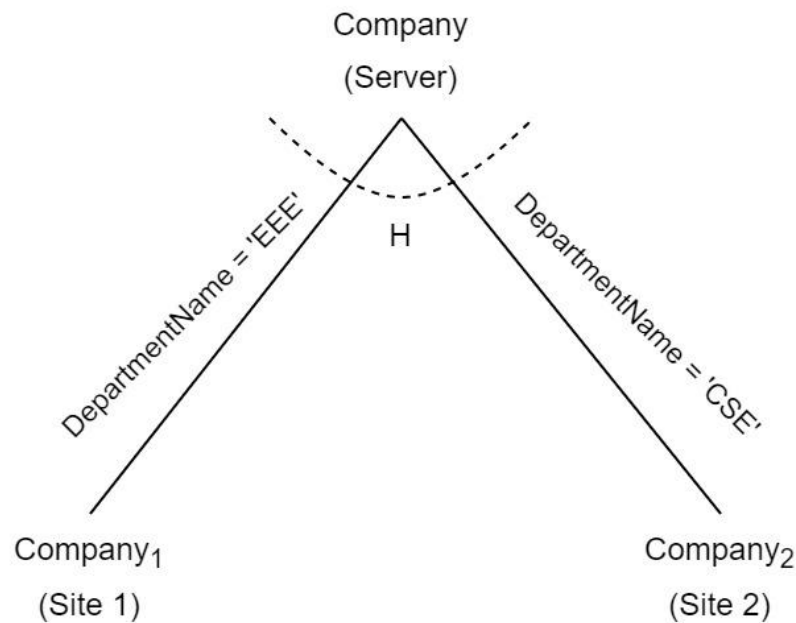 Company
(Server)
DepartmentName = 'EEE'
H
DepartmentName = 'CSE'
Company₁
(Site 1)
Company₂
(Site 2)